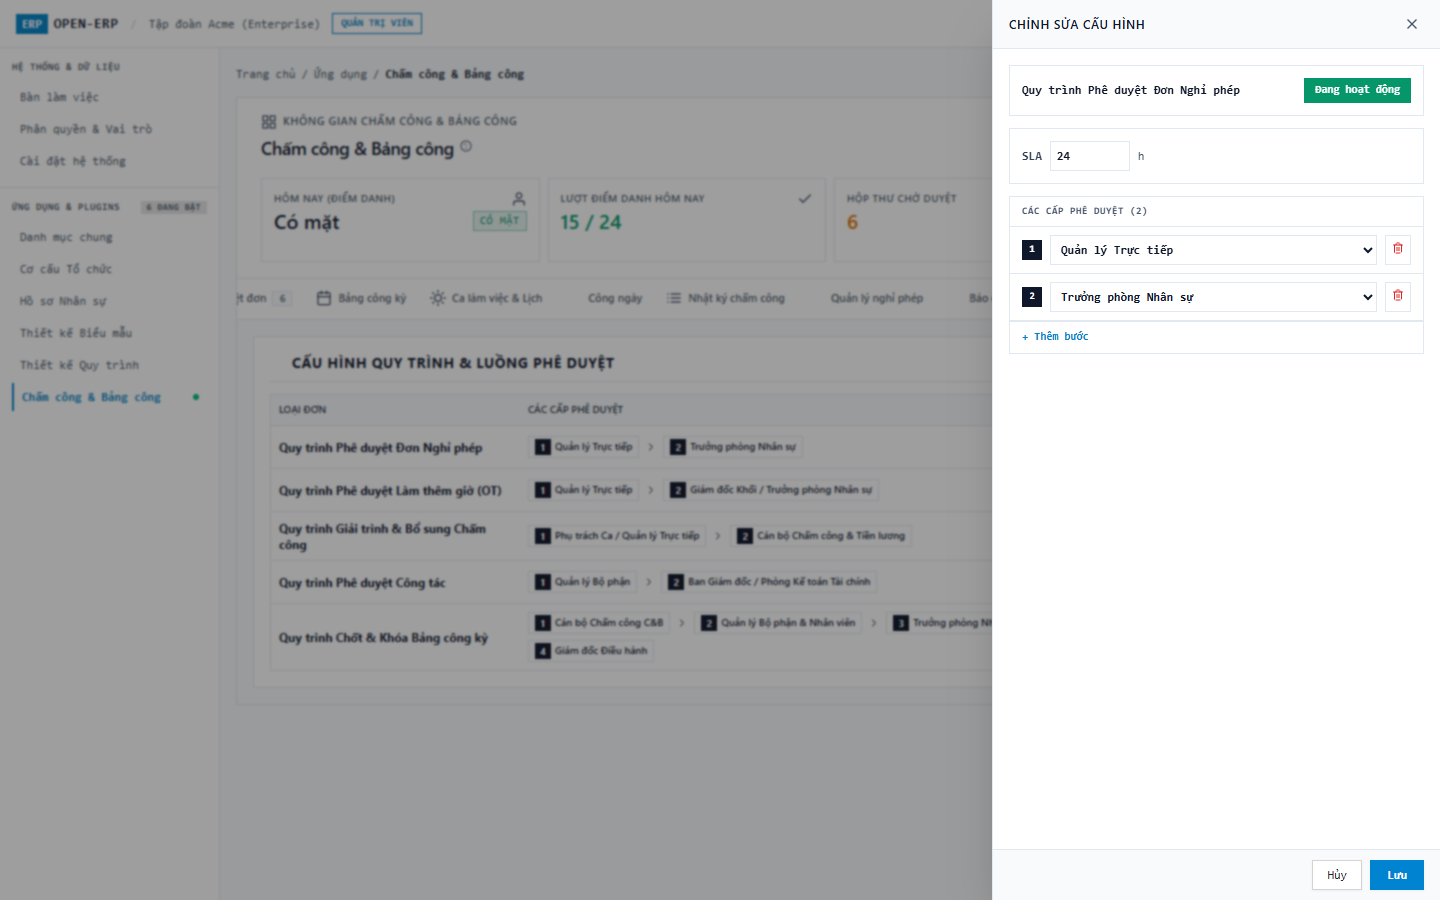 ERP OPEN-ERP / Tập đoàn Acme (Enterprise) QUẢN TRỊ VIÊN
HỆ THỐNG & DỮ LIỆU
Bàn làm việc
Phân quyền & Vai trò
Cài đặt hệ thống
ỨNG DỤNG & PLUGINS 6 ĐANG BẬT
Danh mục chung
Cơ cấu Tổ chức
Hồ sơ Nhân sự
Thiết kế Biểu mẫu
Thiết kế Quy trình
Chấm công & Bảng công
Trang chủ / Ứng dụng / Chấm công & Bảng công
KHÔNG GIAN CHẤM CÔNG & BẢNG CÔNG
Chấm công & Bảng công
HÔM NAY (ĐIỂM DANH)
Có mặt
CÓ MẶT
LƯỢT ĐIỂM DANH HÔM NAY
15 / 24
HỘP THƯ CHỜ DUYỆT
6
ệt đơn 6 Bảng công kỳ Ca làm việc & Lịch Công ngày Nhật ký chấm công Quản lý nghỉ phép Báo
CẤU HÌNH QUY TRÌNH & LUỒNG PHÊ DUYỆT
LOẠI ĐƠN CÁC CẤP PHÊ DUYỆT
Quy trình Phê duyệt Đơn Nghỉ phép 1 Quản lý Trực tiếp > 2 Trưởng phòng Nhân sự
Quy trình Phê duyệt Làm thêm giờ (OT) 1 Quản lý Trực tiếp > 2 Giám đốc Khối / Trưởng phòng Nhân sự
Quy trình Giải trình & Bổ sung Chấm
công
1 Phụ trách Ca / Quản lý Trực tiếp > 2 Cán bộ Chấm công & Tiền lương
Quy trình Phê duyệt Công tác 1 Quản lý Bộ phận > 2 Ban Giám đốc / Phòng Kế toán Tài chính
Quy trình Chốt & Khóa Bảng công kỳ
1 Cán bộ Chấm công C&B > 2 Quản lý Bộ phận & Nhân viên > 3 Trưởng phòng
4 Giám đốc Điều hành
CHỈNH SỬA CẤU HÌNH
Quy trình Phê duyệt Đơn Nghỉ phép Đang hoạt động
SLA 24 h
CÁC CẤP PHÊ DUYỆT (2)
1 Quản lý Trực tiếp
2 Trưởng phòng Nhân sự
+ Thêm bước
Hủy Lưu